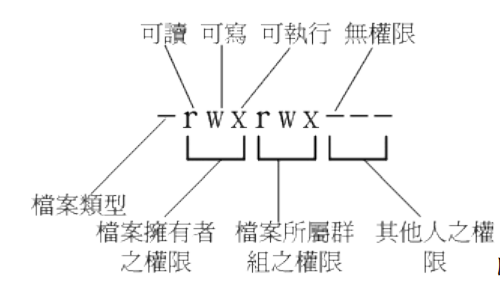 可讀 可寫 可執行 無權限
-rwxrwx---
檔案類型
檔案擁有者 檔案所屬群 其他人之權
之權限 組之權限 限